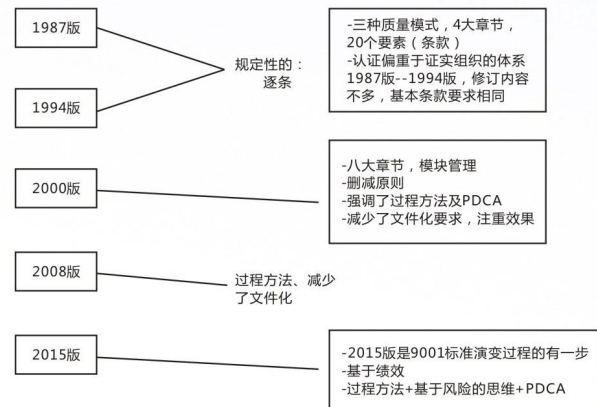 1987版
1994版
规定性的：
逐条
-三种质量模式，4大章节，
20个要素（条款）
-认证偏重于证实组织的体系
1987版--1994版，修订内容
不多，基本条款要求相同
2000版
-八大章节，模块管理
-删减原则
-强调了过程方法及PDCA
-减少了文件化要求，注重效果
2008版
过程方法、减少
了文件化
2015版
-2015版是9001标准演变过程的有一步
-基于绩效
-过程方法+基于风险的思维+PDCA